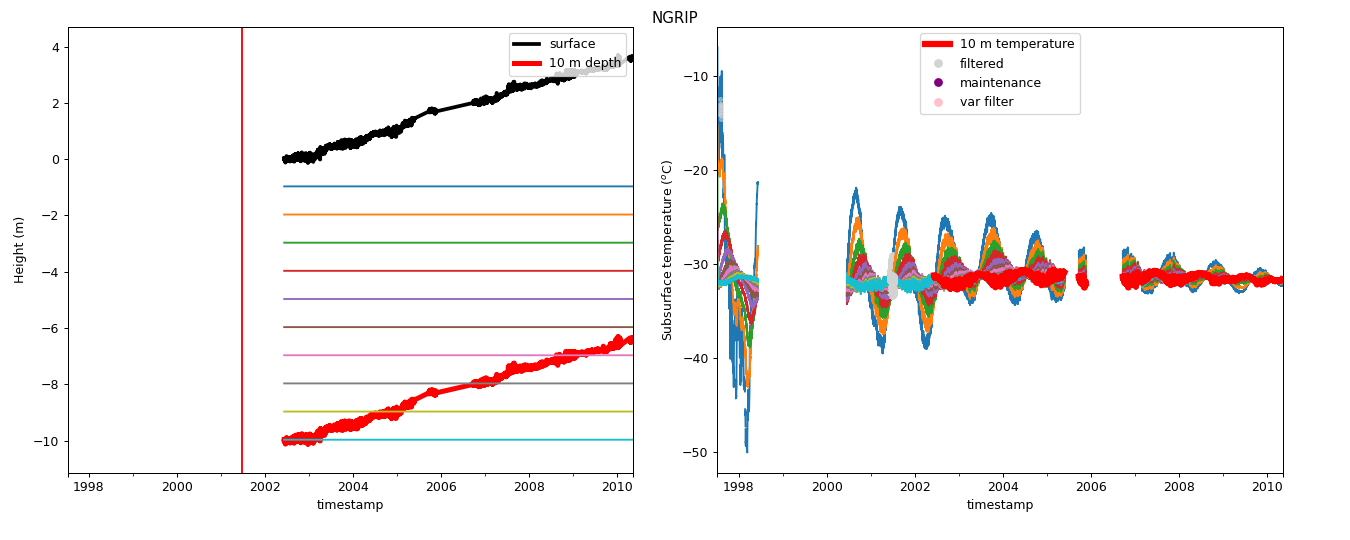 NGRIP
surface
10 m depth
4
2
0
−2
−4
−6
−8
−10
Height (m)
1998
2000
2002
2004
2006
2008
2010
timestamp
10 m temperature
filtered
maintenance
var filter
−10
−20
−30
−40
−50
Subsurface temperature (°C)
1998
2000
2002
2004
2006
2008
2010
timestamp